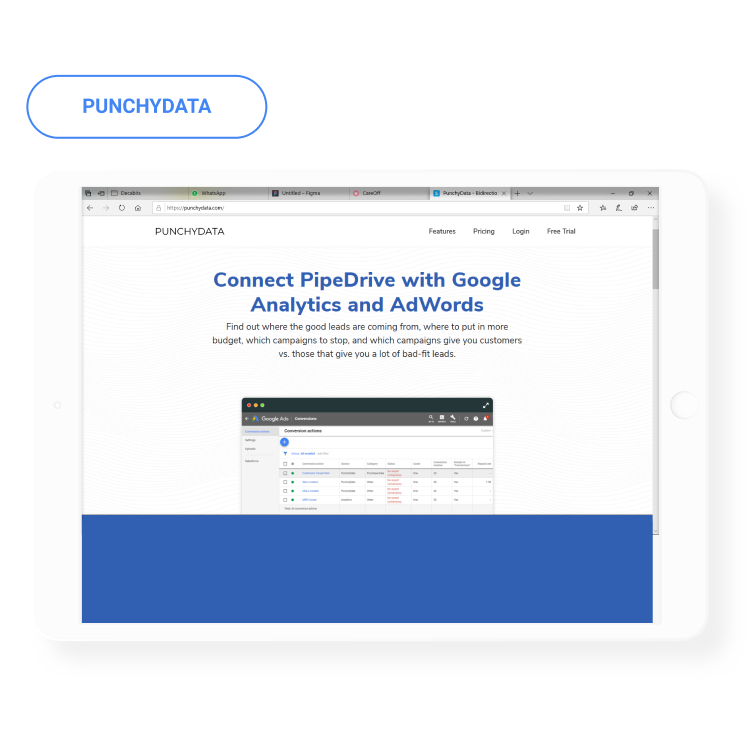 PUNCHYDATA
Decabits
WhatsApp
Untitled – Figma
CareOff
PunchyData - Bidirectio
https://punchydata.com/
PUNCHYDATA
Features Pricing Login Free Trial
Connect PipeDrive with Google
Analytics and AdWords
Find out where the good leads are coming from, where to put in more
budget, which campaigns to stop, and which campaigns give you customers
vs. those that give you a lot of bad-fit leads.
Google Ads Conversions
Conversion actions
Conversion actions
Settings
Uploads
Salesforce